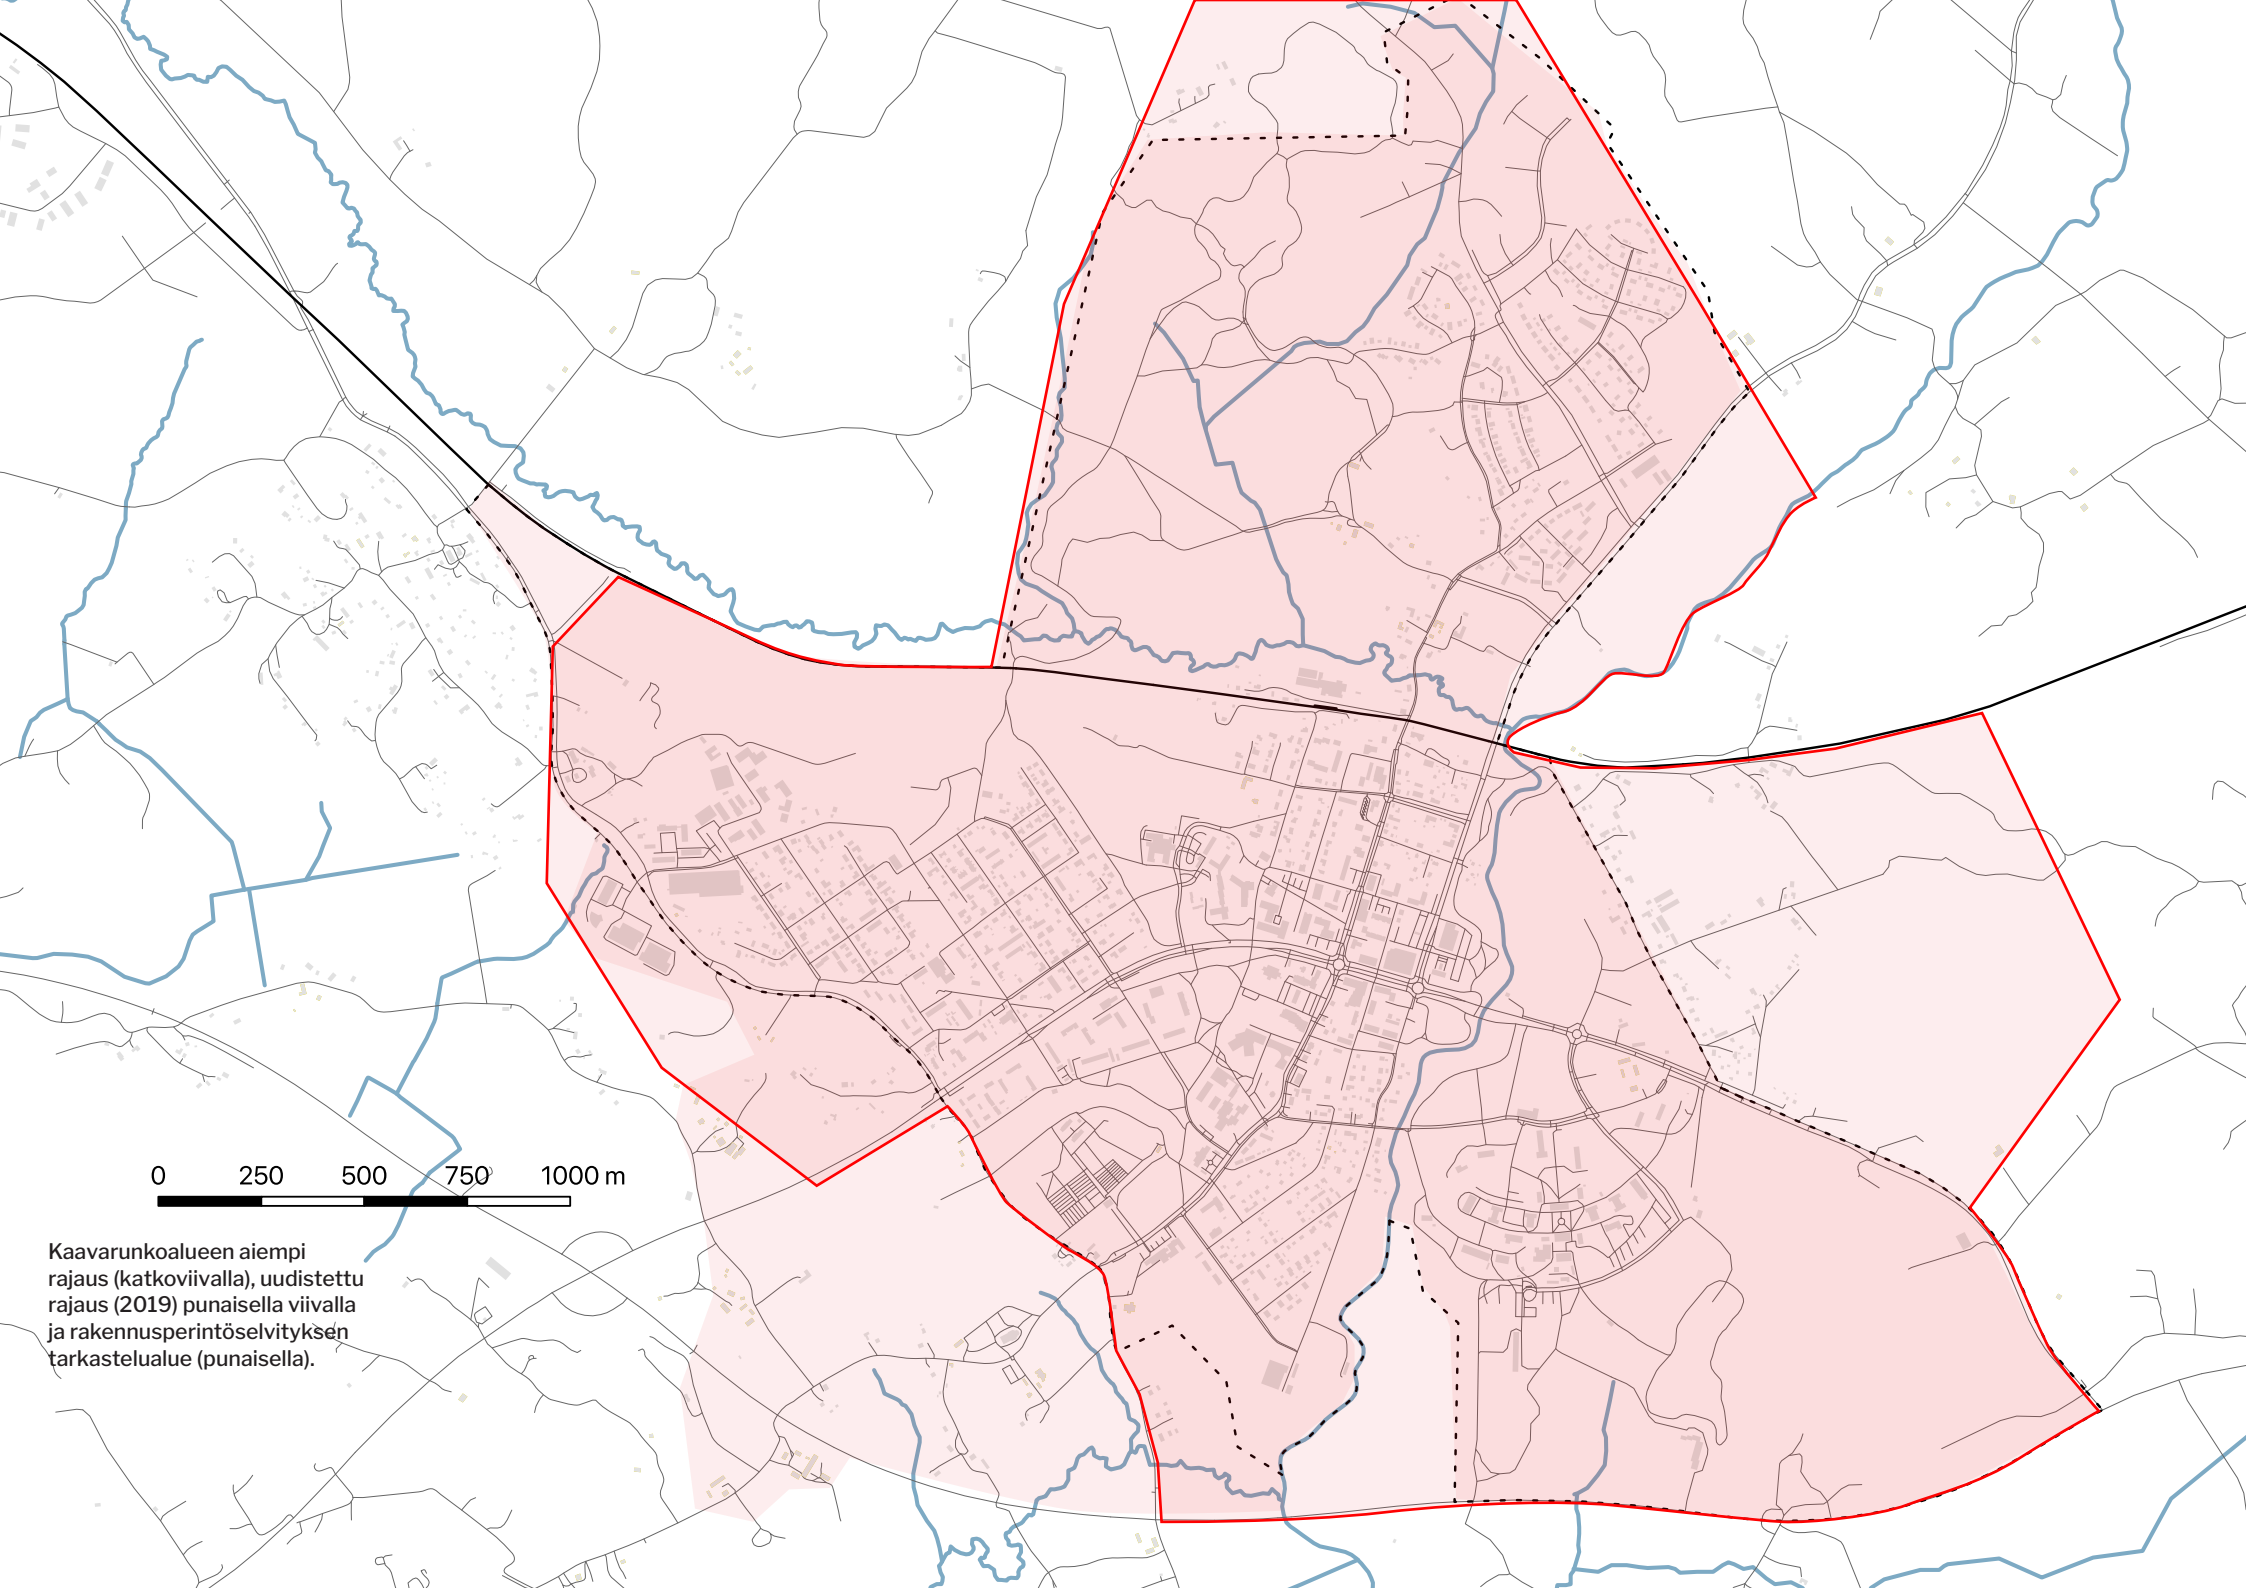 0 250 500 750 1000 m
Kaavarunkoalueen aiempi
rajaus (katkoviivalla), uudistettu
rajaus (2019) punaisella viivalla
ja rakennusperintöselvityksen
tarkastelualue (punaisella).